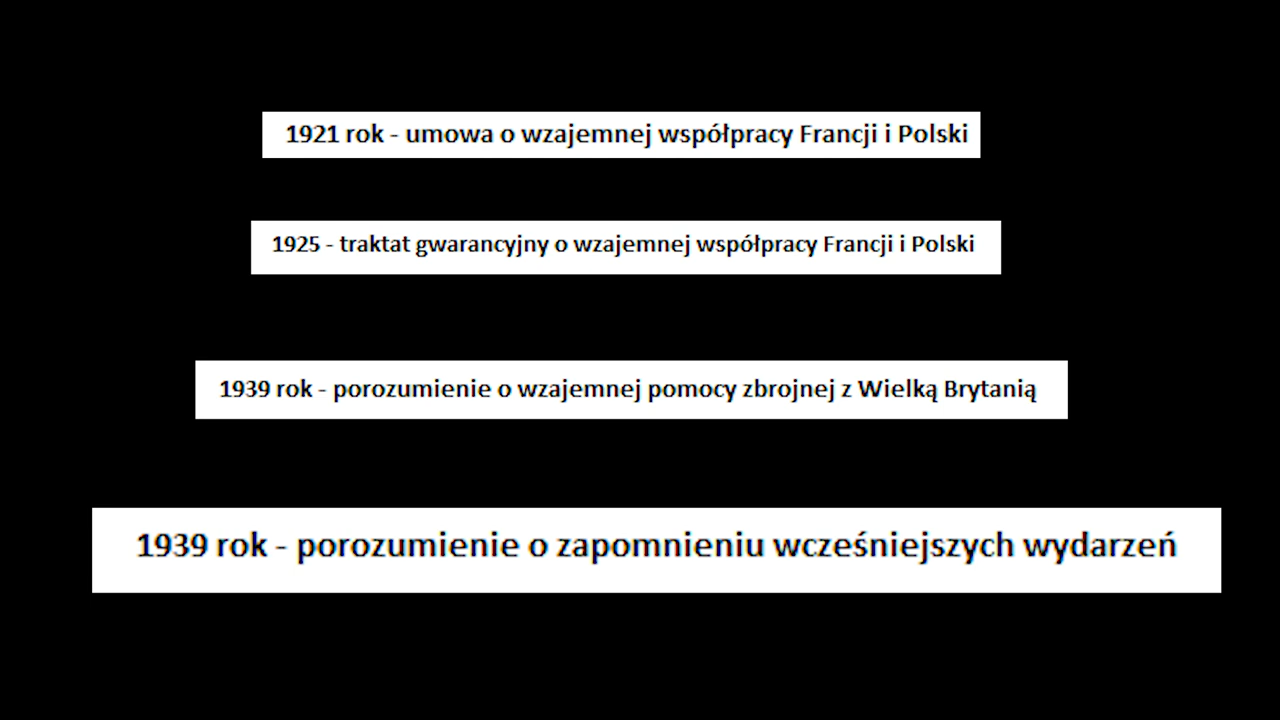 1921 rok - umowa o wzajemnej współpracy Francji i Polski
1925 - traktat gwarancyjny o wzajemnej współpracy Francji i Polski
1939 rok - porozumienie o wzajemnej pomocy zbrojnej z Wielką Brytanią
1939 rok - porozumienie o zapomnieniu wcześniejszych wydarzeń